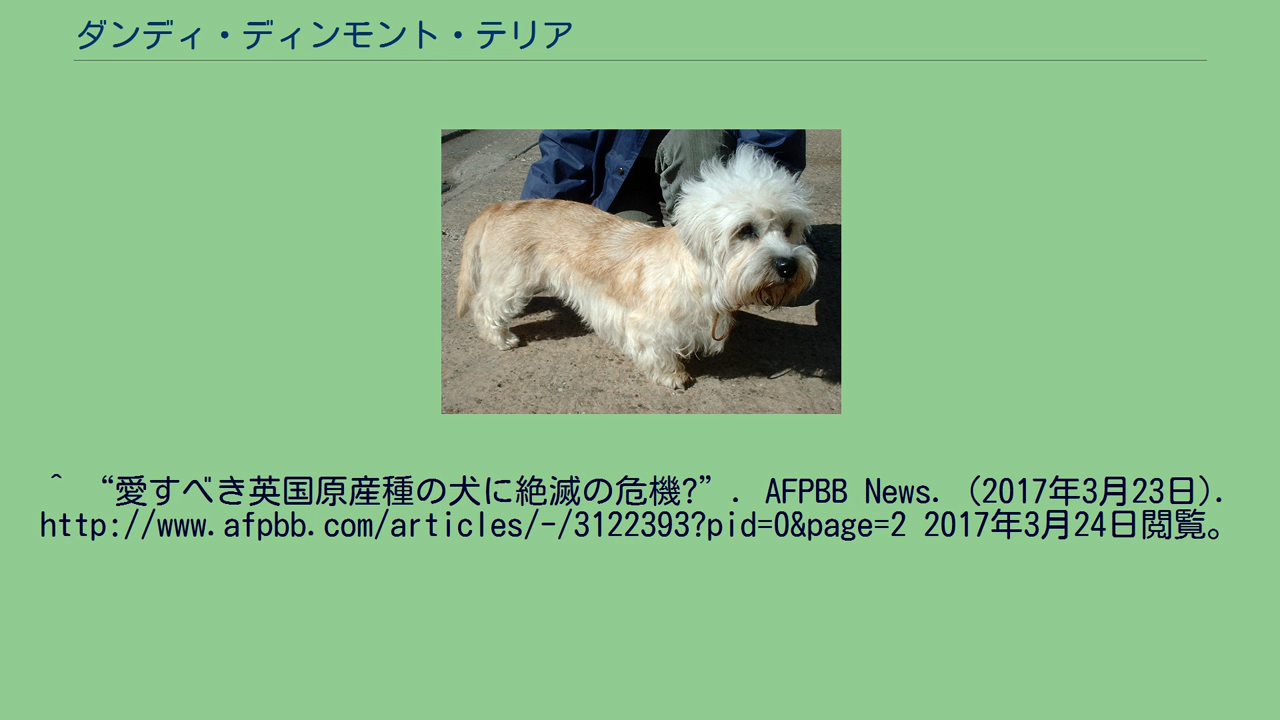 ダンディ・ディンモント・テリア
^ “愛すべき英国原産種の犬に絶滅の危機?”. AFPBB News. (2017年3月23日).
http://www.afpbb.com/articles/-/3122393?pid=0&page=2 2017年3月24日閲覧。